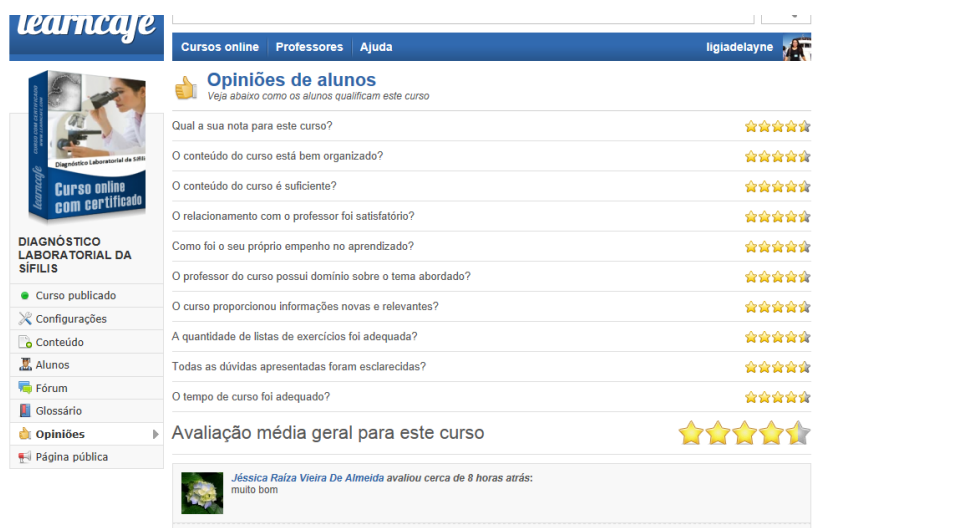 learncafe
Cursos online Professores Ajuda ligiadelayne
Opiniões de alunos
Veja abaixo como os alunos qualificam este curso
Qual a sua nota para este curso?
O conteúdo do curso está bem organizado?
O conteúdo do curso é suficiente?
O relacionamento com o professor foi satisfatório?
Como foi o seu próprio empenho no aprendizado?
O professor do curso possui domínio sobre o tema abordado?
O curso proporcionou informações novas e relevantes?
A quantidade de listas de exercícios foi adequada?
Todas as dúvidas apresentadas foram esclarecidas?
O tempo de curso foi adequado?
Avaliação média geral para este curso
Jéssica Raíza Vieira De Almeida avaliou cerca de 8 horas atrás:
muito bom
Diagnóstico Laboratorial da Sífilis
learncafe
Curso online
com certificado
DIAGNÓSTICO
LABORATORIAL DA
SÍFILIS
Curso publicado
Configurações
Conteúdo
Alunos
Fórum
Glossário
Opiniões
Página pública